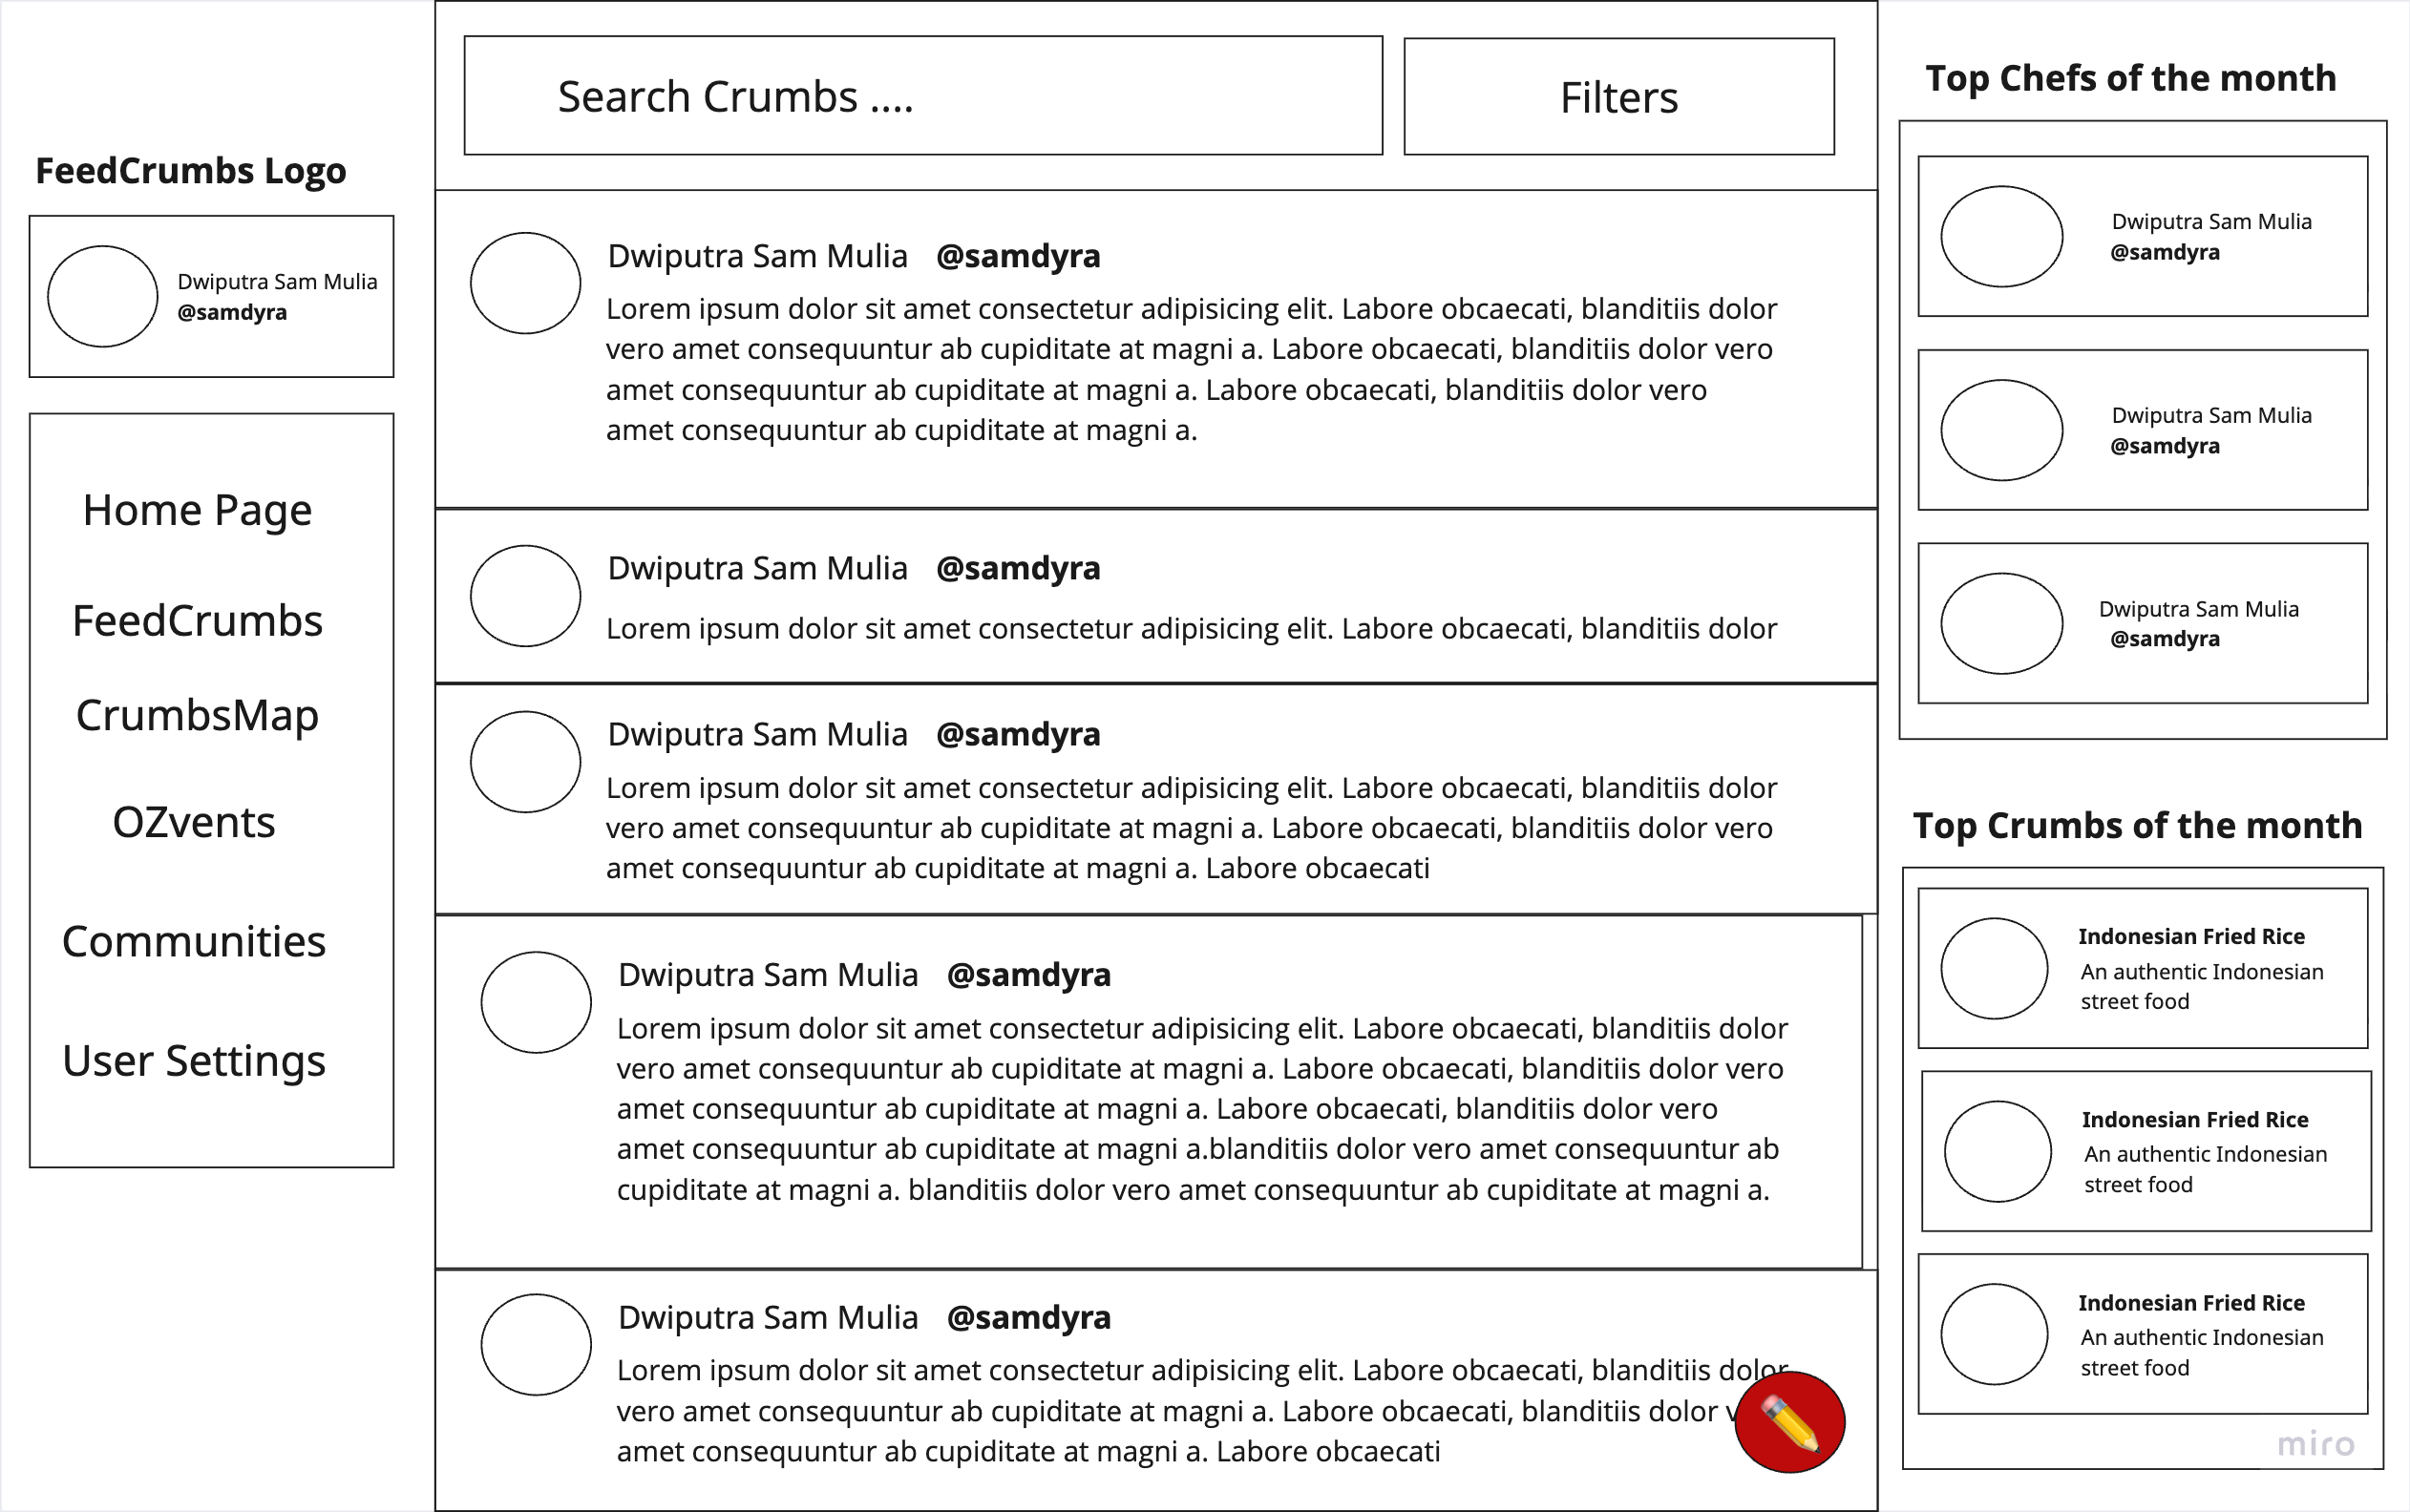 FeedCrumbs Logo
Dwiputra Sam Mulia
@samdyra
Home Page
FeedCrumbs
CrumbsMap
OZvents
Communities
User Settings
Search Crumbs ....
Filters
Dwiputra Sam Mulia @samdyra
Lorem ipsum dolor sit amet consectetur adipisicing elit. Labore obcaecati, blanditiis dolor
vero amet consequuntur ab cupiditate at magni a. Labore obcaecati, blanditiis dolor vero
amet consequuntur ab cupiditate at magni a. Labore obcaecati, blanditiis dolor vero
amet consequuntur ab cupiditate at magni a.
Dwiputra Sam Mulia @samdyra
Lorem ipsum dolor sit amet consectetur adipisicing elit. Labore obcaecati, blanditiis dolor
Dwiputra Sam Mulia @samdyra
Lorem ipsum dolor sit amet consectetur adipisicing elit. Labore obcaecati, blanditiis dolor
vero amet consequuntur ab cupiditate at magni a. Labore obcaecati, blanditiis dolor vero
amet consequuntur ab cupiditate at magni a. Labore obcaecati
Dwiputra Sam Mulia @samdyra
Lorem ipsum dolor sit amet consectetur adipisicing elit. Labore obcaecati, blanditiis dolor
vero amet consequuntur ab cupiditate at magni a. Labore obcaecati, blanditiis dolor vero
amet consequuntur ab cupiditate at magni a. Labore obcaecati, blanditiis dolor vero
amet consequuntur ab cupiditate at magni a.blanditiis dolor vero amet consequuntur ab
cupiditate at magni a. blanditiis dolor vero amet consequuntur ab cupiditate at magni a.
Dwiputra Sam Mulia @samdyra
Lorem ipsum dolor sit amet consectetur adipisicing elit. Labore obcaecati, blanditiis dolor
vero amet consequuntur ab cupiditate at magni a. Labore obcaecati, blanditiis dolor
amet consequuntur ab cupiditate at magni a. Labore obcaecati
Top Chefs of the month
Dwiputra Sam Mulia
@samdyra
Dwiputra Sam Mulia
@samdyra
Dwiputra Sam Mulia
@samdyra
Top Crumbs of the month
Indonesian Fried Rice
An authentic Indonesian
street food
Indonesian Fried Rice
An authentic Indonesian
street food
Indonesian Fried Rice
An authentic Indonesian
street food
miro